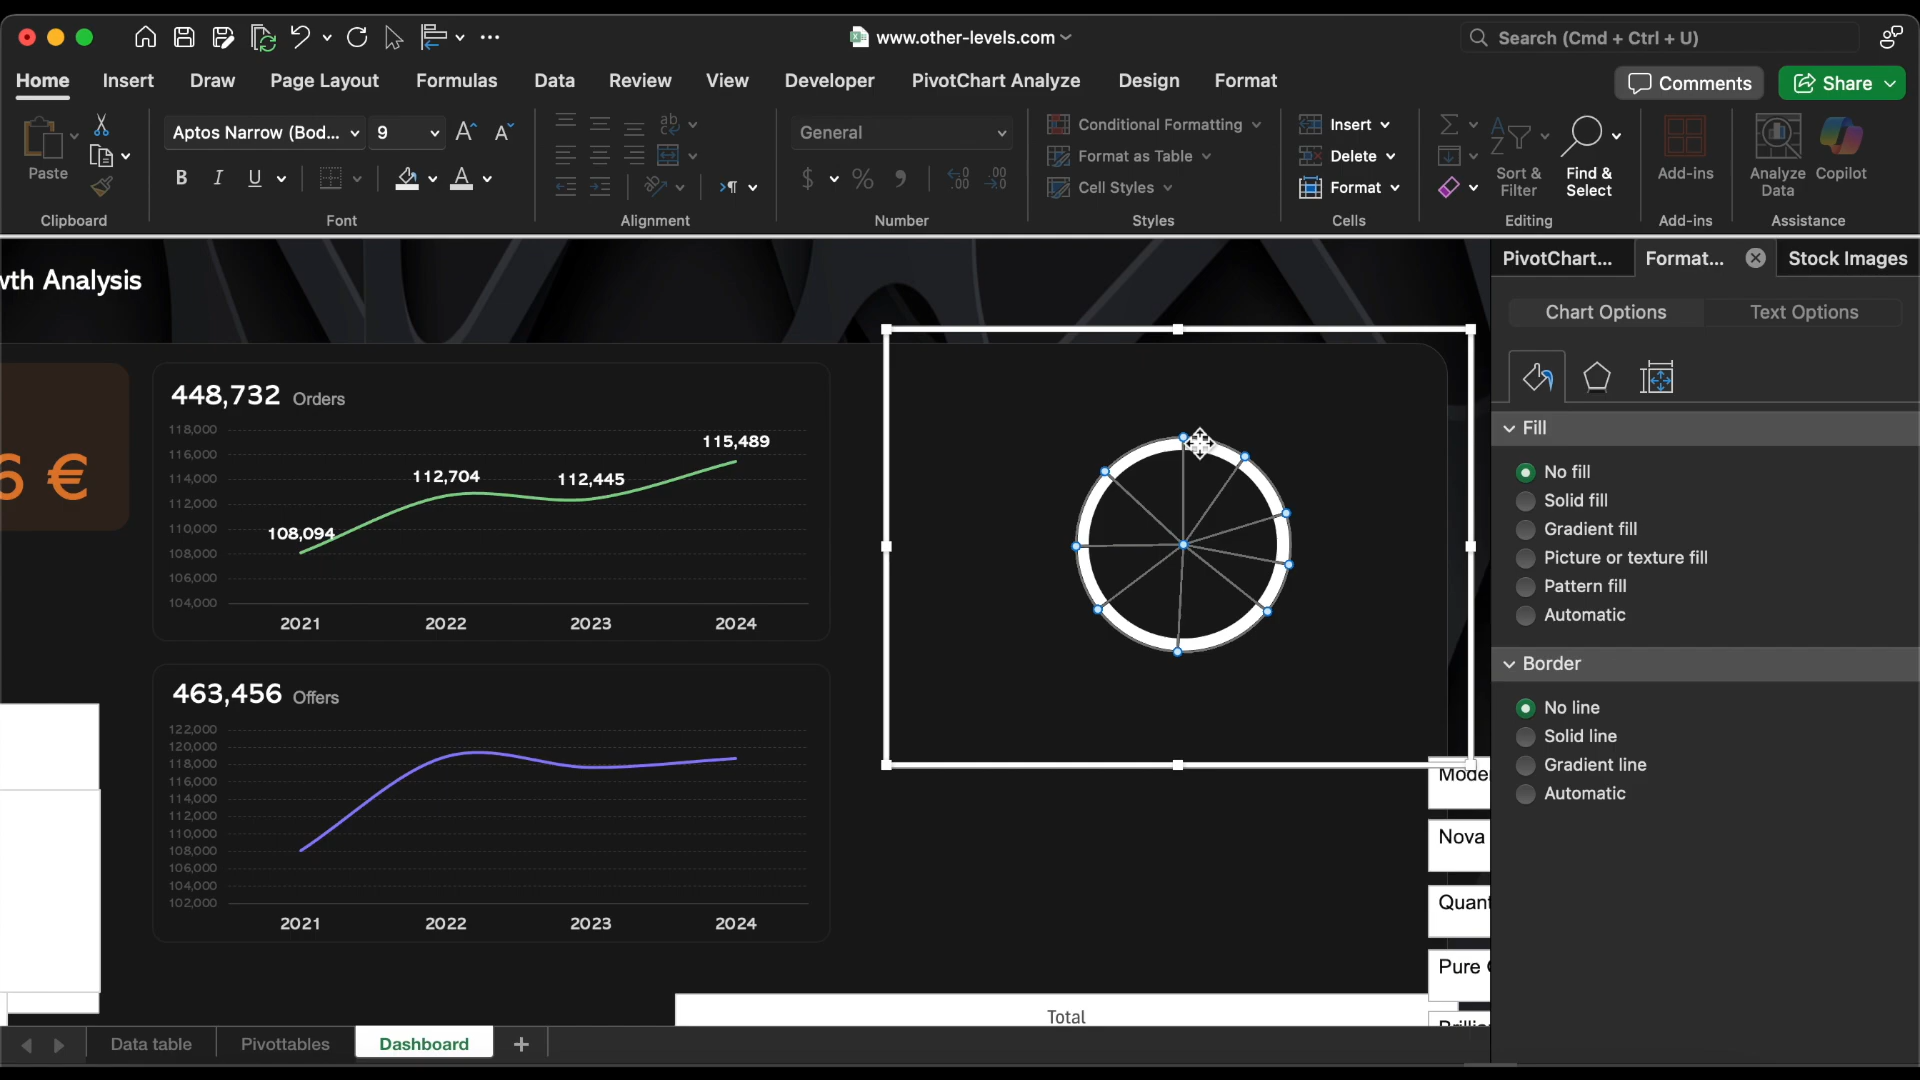 www.other-levels.com
Search (Cmd + Ctrl + U)
Home Insert Draw Page Layout Formulas Data Review View Developer PivotChart Analyze Design Format
Comments Share
Paste
Clipboard
Aptos Narrow (Bod... 9
B I U A
Font
Alignment
General
$ % 
Number
Conditional Formatting
Format as Table
Cell Styles
Styles
Insert
Delete
Format
Cells
Sort & Filter
Find & Select
Editing
Add-ins
Add-ins
Analyze Data
Copilot
Assistance
PivotChart... Format... Stock Images
Chart Options Text Options
Fill
No fill
Solid fill
Gradient fill
Picture or texture fill
Pattern fill
Automatic
Border
No line
Solid line
Gradient line
Automatic
wth Analysis
6 €
448,732 Orders
118,000
116,000
114,000
112,000
110,000
108,000
106,000
104,000
108,094
112,704
112,445
115,489
2021 2022 2023 2024
463,456 Offers
122,000
120,000
118,000
116,000
114,000
112,000
110,000
108,000
106,000
104,000
102,000
2021 2022 2023 2024
Mode
Nova
Quant
Pure
Total
Data table Pivottables Dashboard +